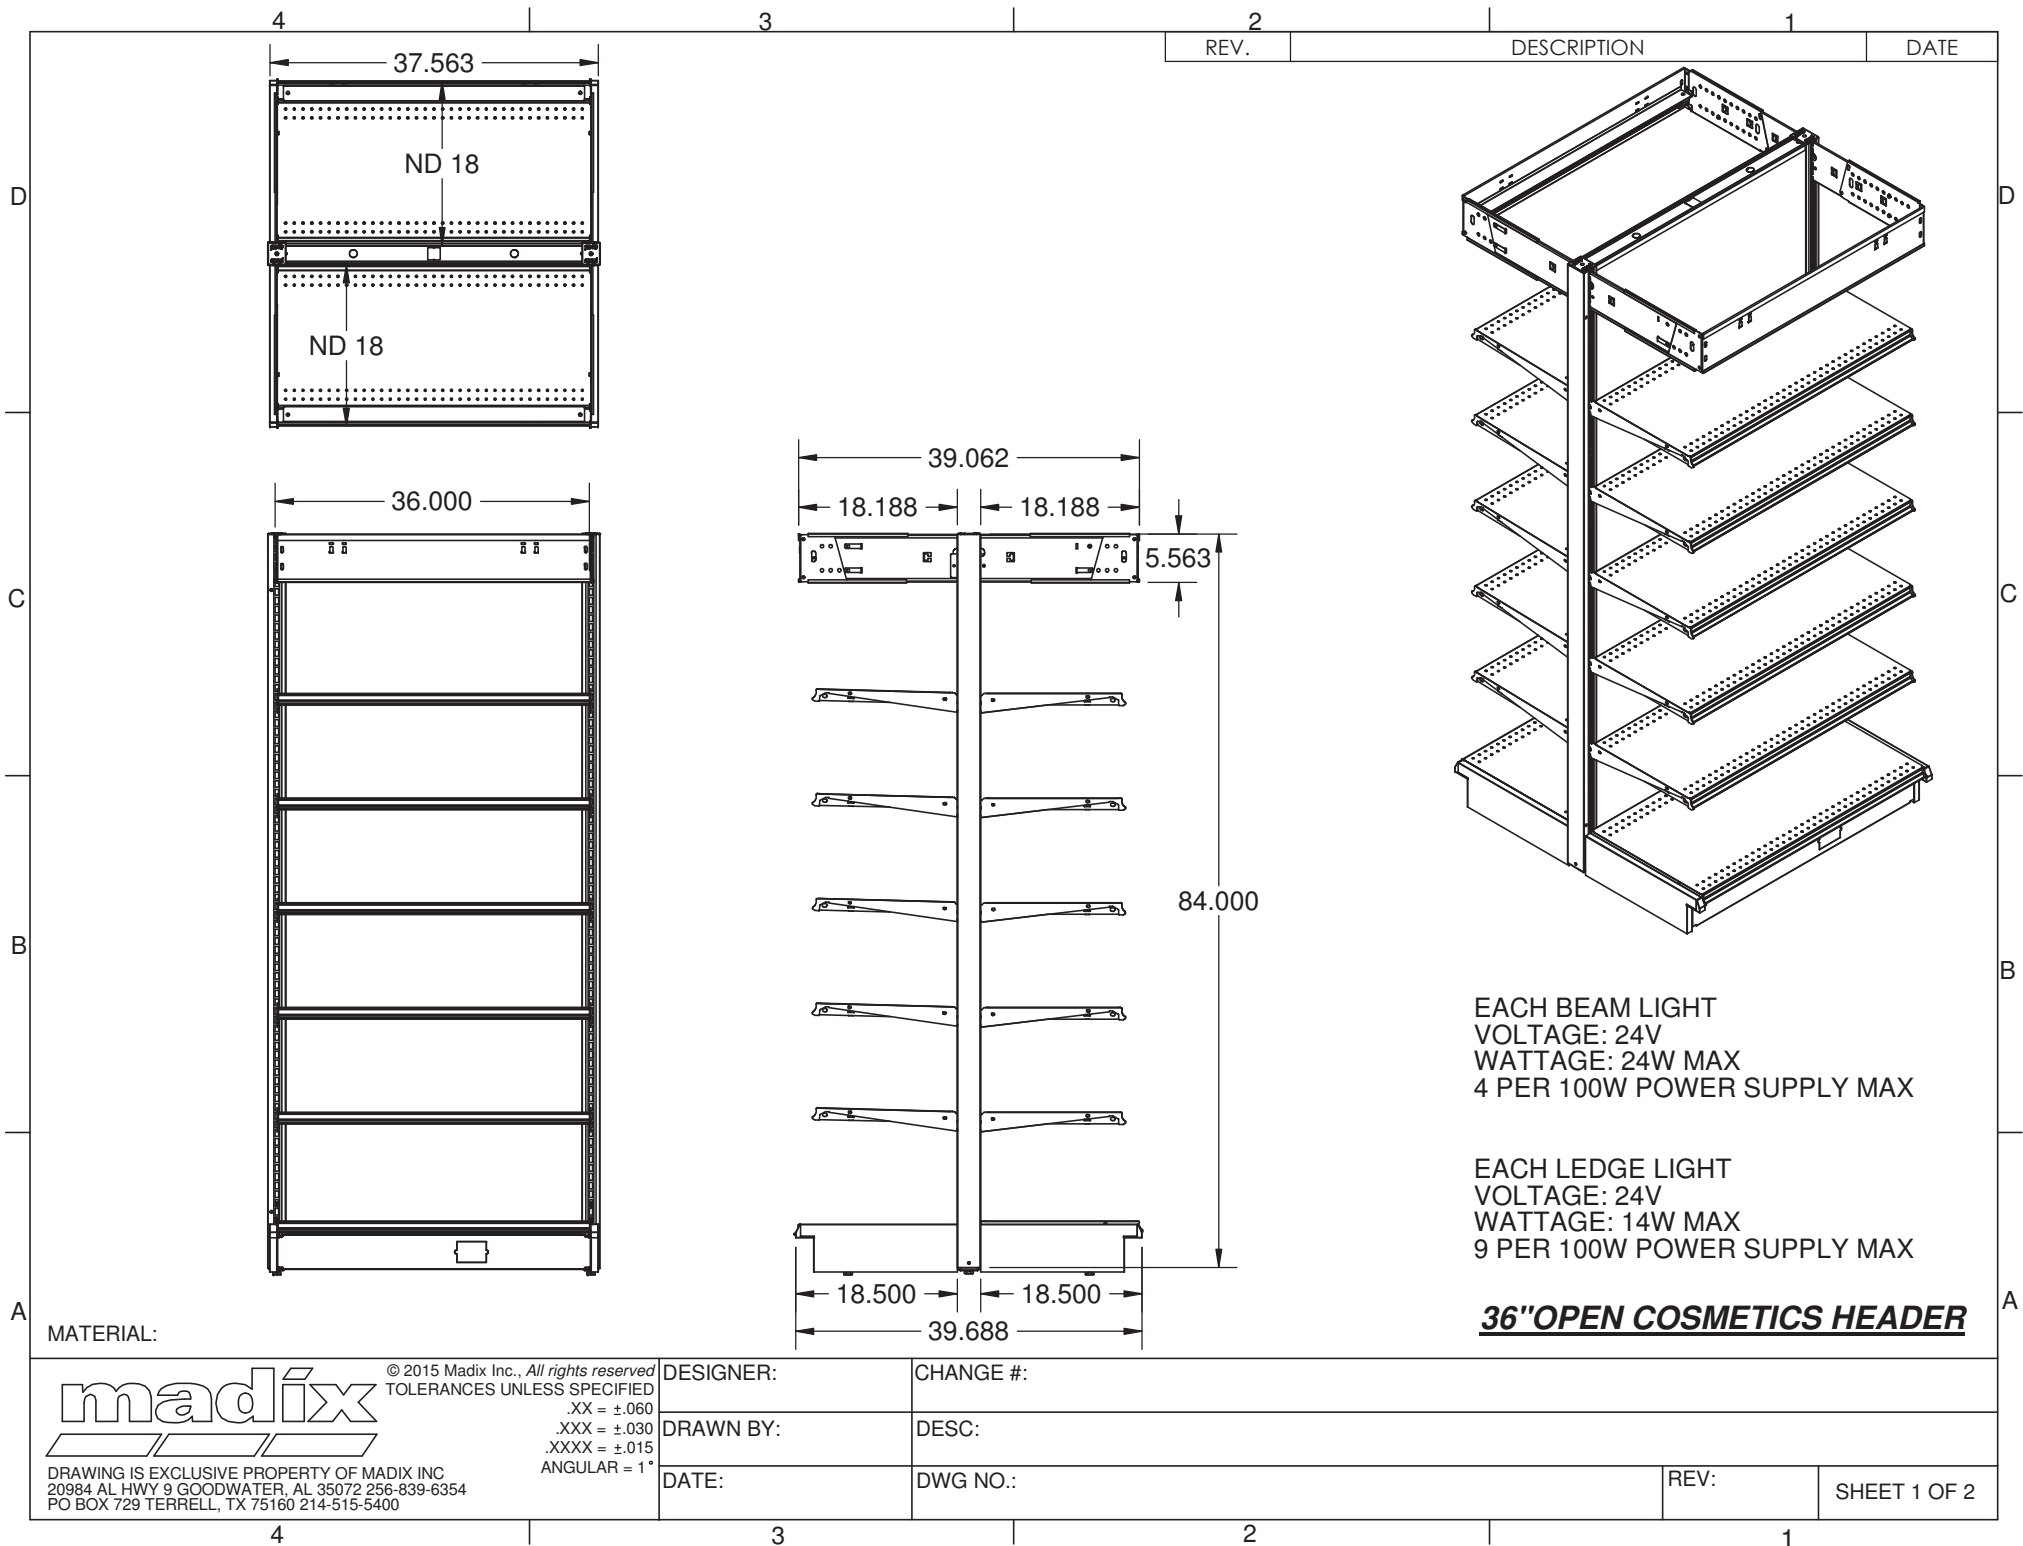 4 3 2 1
REV. DESCRIPTION DATE
37.563
ND 18
D D
ND 18
39.062
36.000
18.188 18.188
5.563
C C
84.000
B B
EACH BEAM LIGHT
VOLTAGE: 24V
WATTAGE: 24W MAX
4 PER 100W POWER SUPPLY MAX
EACH LEDGE LIGHT
VOLTAGE: 24V
WATTAGE: 14W MAX
9 PER 100W POWER SUPPLY MAX
18.500 18.500
39.688
36"OPEN COSMETICS HEADER
A A
MATERIAL:
madix
© 2015 Madix Inc., All rights reserved
TOLERANCES UNLESS SPECIFIED
.XX = ±.060
.XXX = ±.030
.XXXX = ±.015
ANGULAR = 1°
DRAWING IS EXCLUSIVE PROPERTY OF MADIX INC
20984 AL HWY 9 GOODWATER, AL 35072 256-839-6354
PO BOX 729 TERRELL, TX 75160 214-515-5400
DESIGNER: CHANGE #:
DRAWN BY: DESC:
DATE: DWG NO.: REV: SHEET 1 OF 2
4 3 2 1